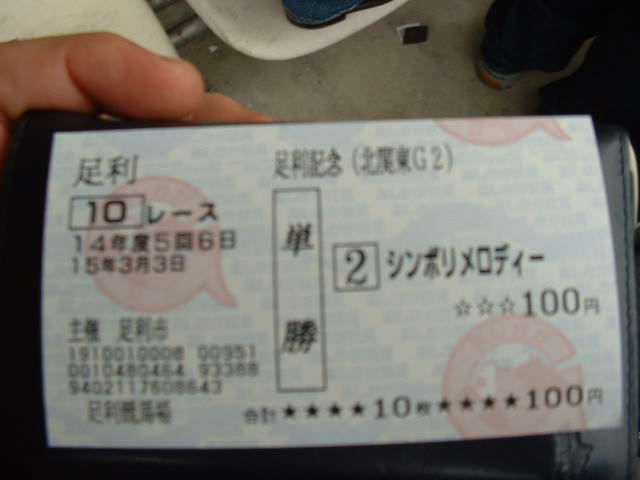 足利
10 レース
14年度5回6日
15年3月3日
主催 足利市
1910010008 00951
0010480464 93388
9402117608643
足利競馬場
足利記念(北関東G2)
単勝
2 シンボリメロディー
☆☆☆100円
合計★★★★10枚★★★★100円